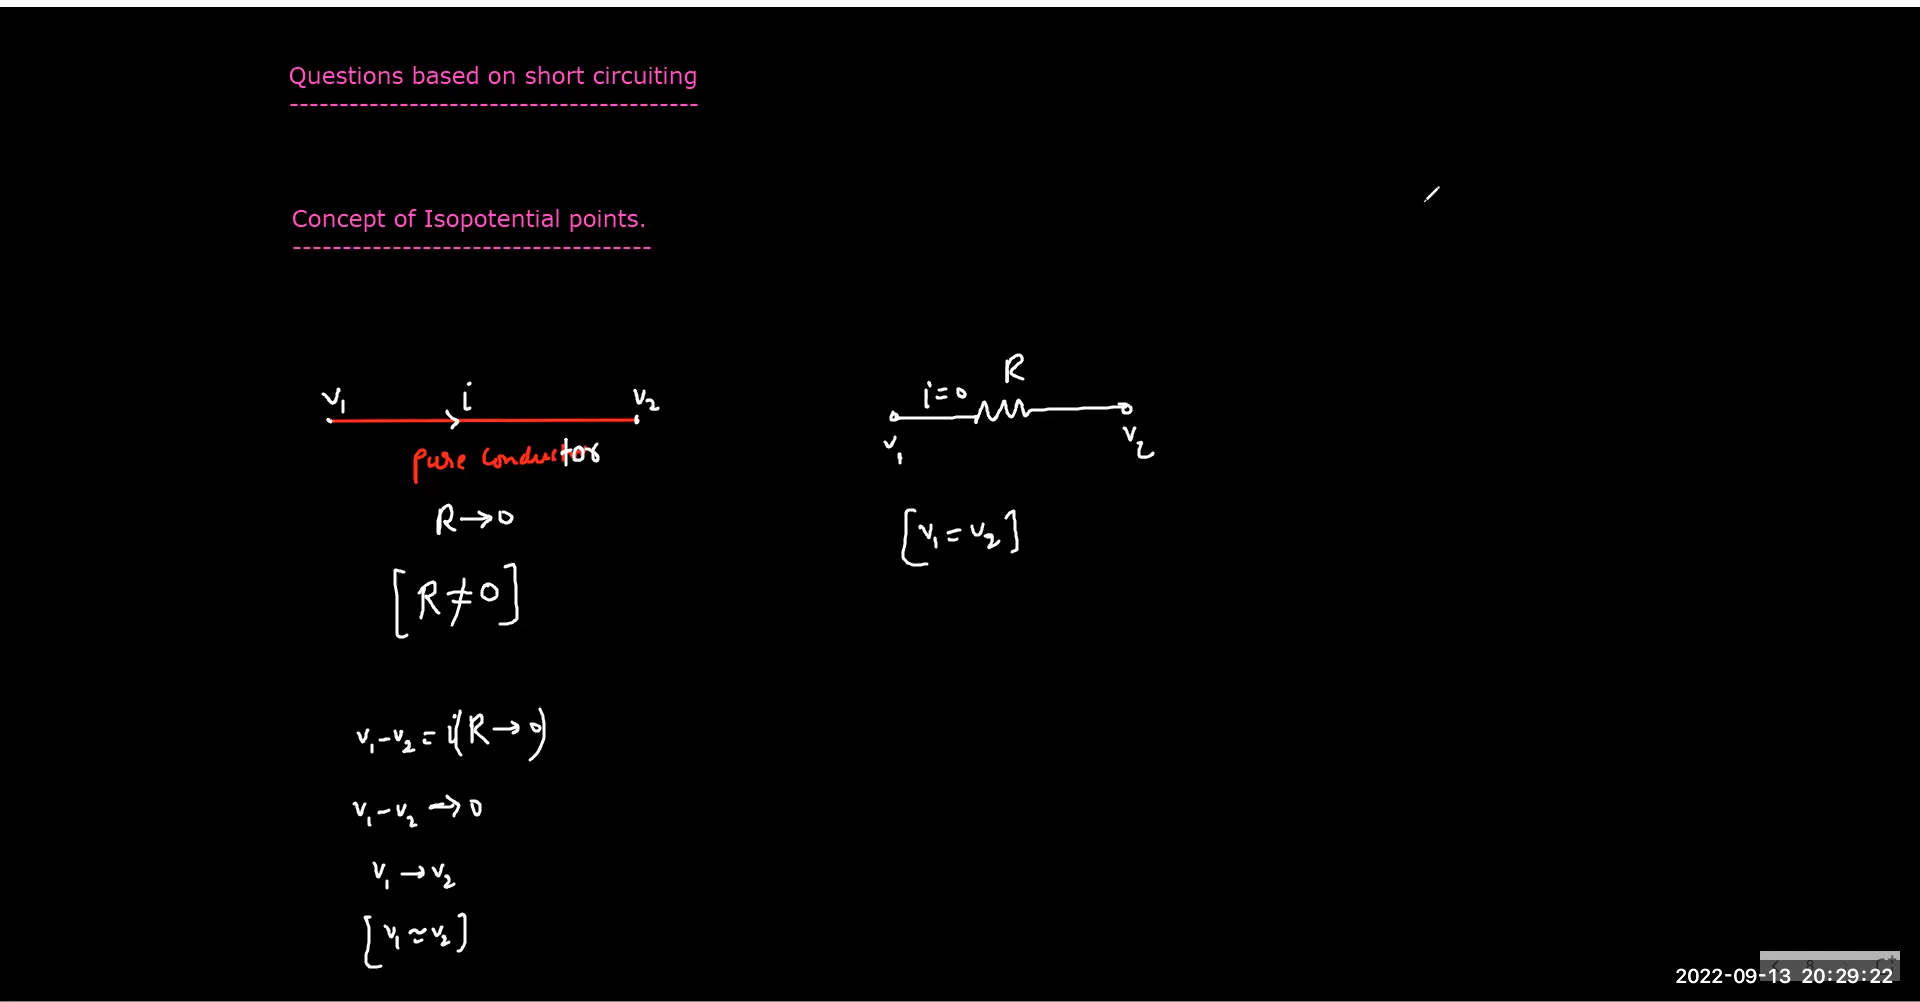 Questions based on short circuiting
-----------------------------------------
Concept of Isopotential points.
------------------------------------
V₁ i V₂
pure conductor
R→0
[R≠0]
V₁-V₂ = i(R→0)
V₁-V₂ →0
V₁ →V₂
[V₁ ≈ V₂]
R
i=0
V₁ V₂
[V₁ = V₂]
8
2022-09-13 20:29:22